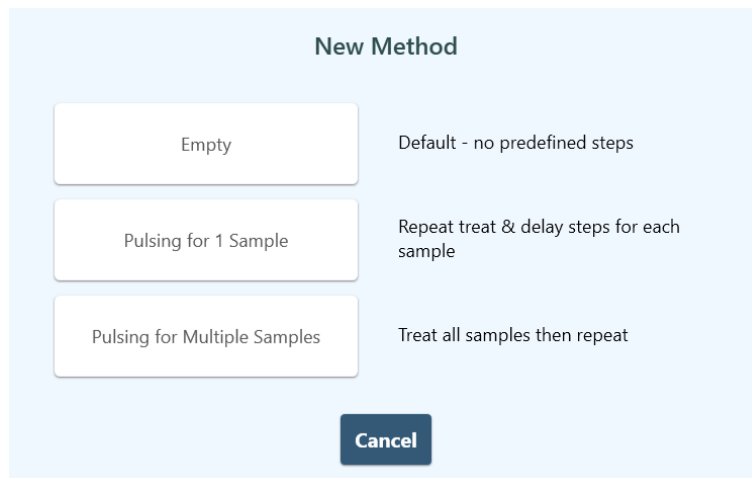 New Method
Empty
Default - no predefined steps
Pulsing for 1 Sample
Repeat treat & delay steps for each
sample
Pulsing for Multiple Samples
Treat all samples then repeat
Cancel